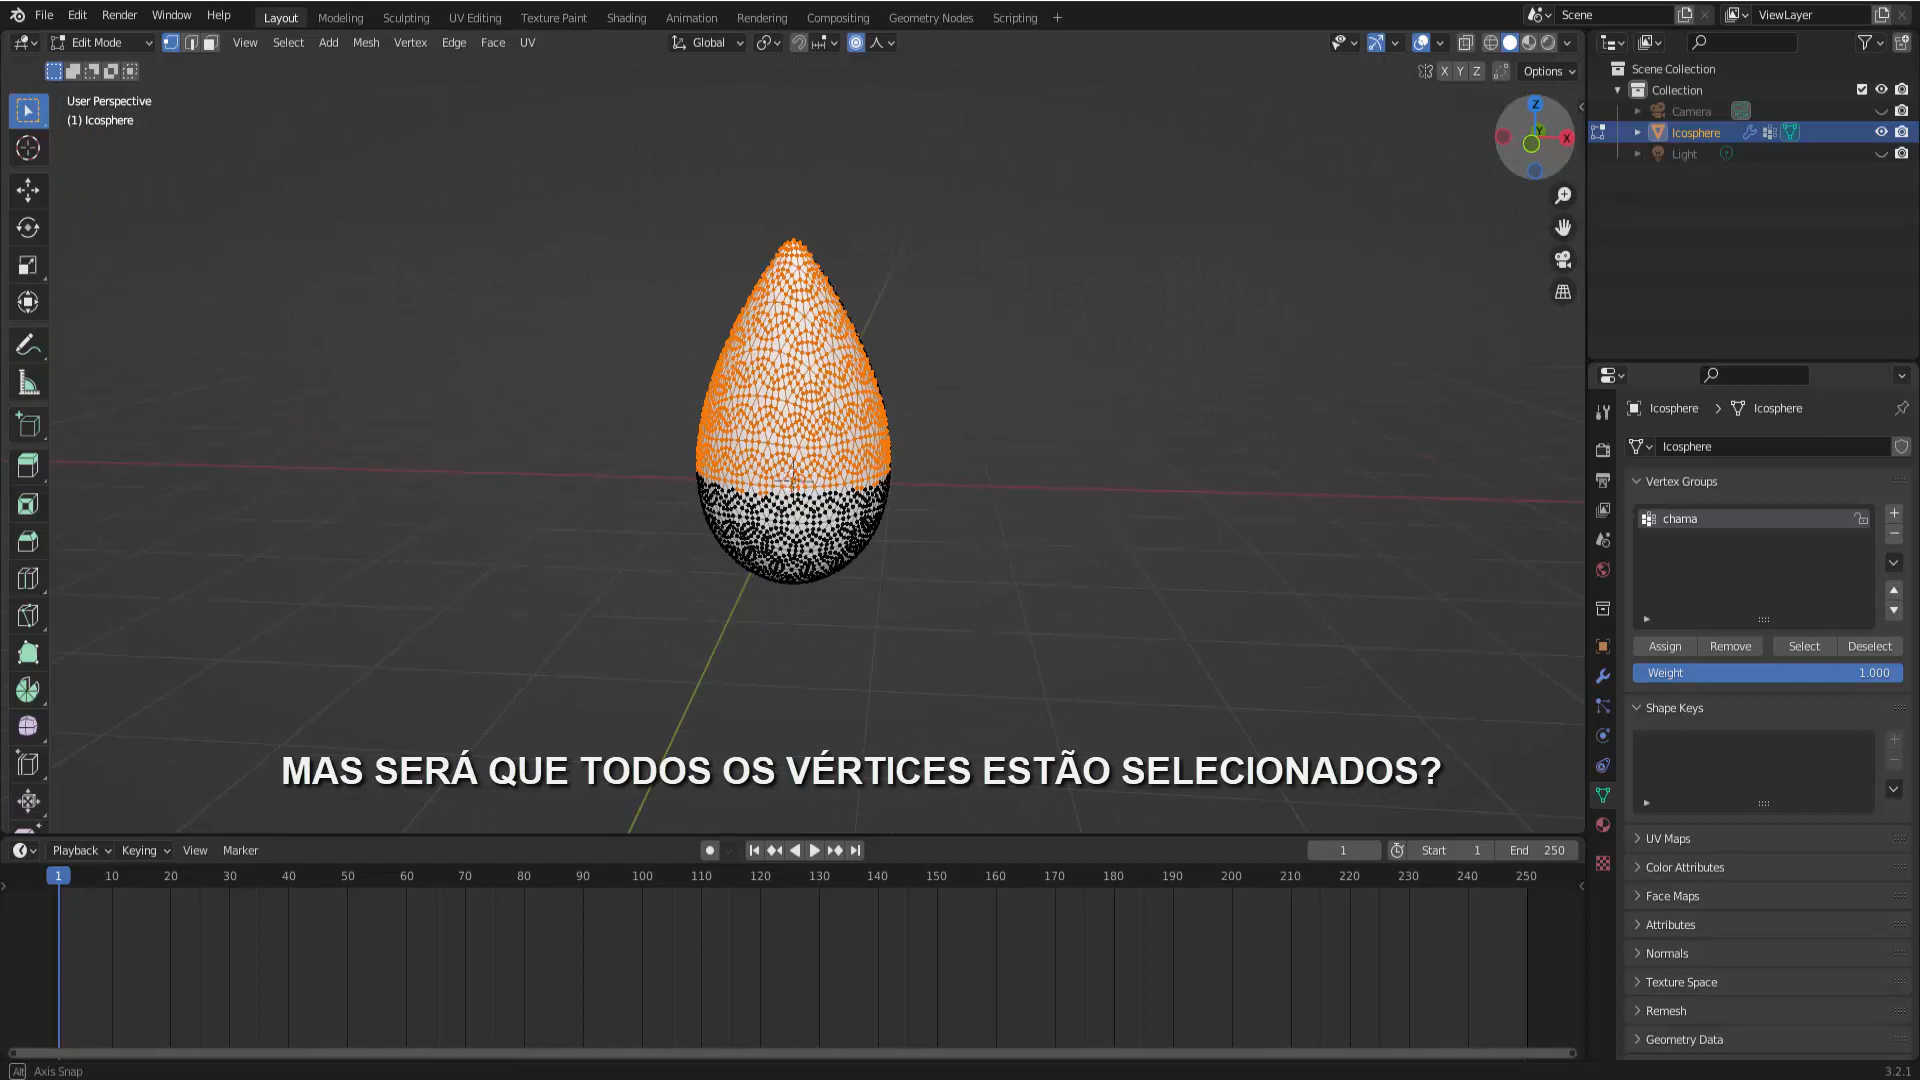 File Edit Render Window Help Layout Modeling Sculpting UV Editing Texture Paint Shading Animation Rendering Compositing Geometry Nodes Scripting + Scene ViewLayer
Edit Mode View Select Add Mesh Vertex Edge Face UV Global
X Y Z Options
User Perspective
(1) Icosphere
Z
Y
X
Scene Collection
Collection
Camera
Icosphere
Light
Icosphere > Icosphere
Icosphere
Vertex Groups
chama
Assign Remove Select Deselect
Weight 1.000
Shape Keys
UV Maps
Color Attributes
Face Maps
Attributes
Normals
Texture Space
Remesh
Geometry Data
MAS SERÁ QUE TODOS OS VÉRTICES ESTÃO SELECIONADOS?
Playback Keying View Marker 1 Start 1 End 250
1 10 20 30 40 50 60 70 80 90 100 110 120 130 140 150 160 170 180 190 200 210 220 230 240 250
Alt Axis Snap 3.2.1